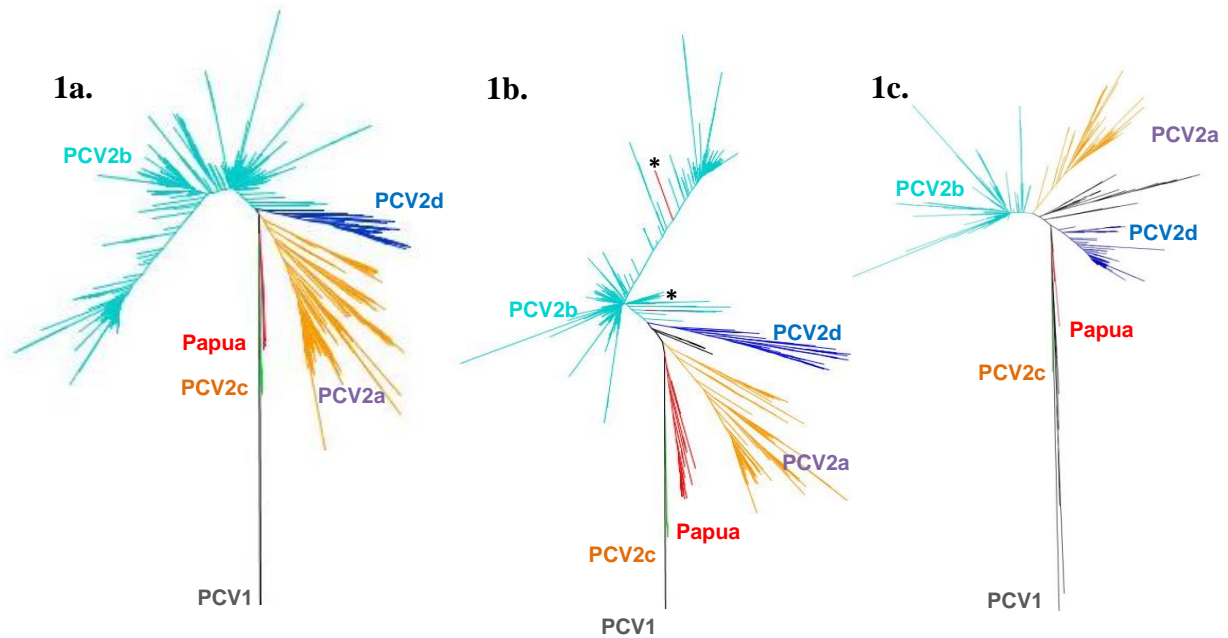 1a.
PCV2b
PCV2d
Papua
PCV2c
PCV2a
PCV1
1b.
*
PCV2b
*
PCV2d
PCV2a
Papua
PCV2c
PCV1
1c.
PCV2a
PCV2b
PCV2d
Papua
PCV2c
PCV1